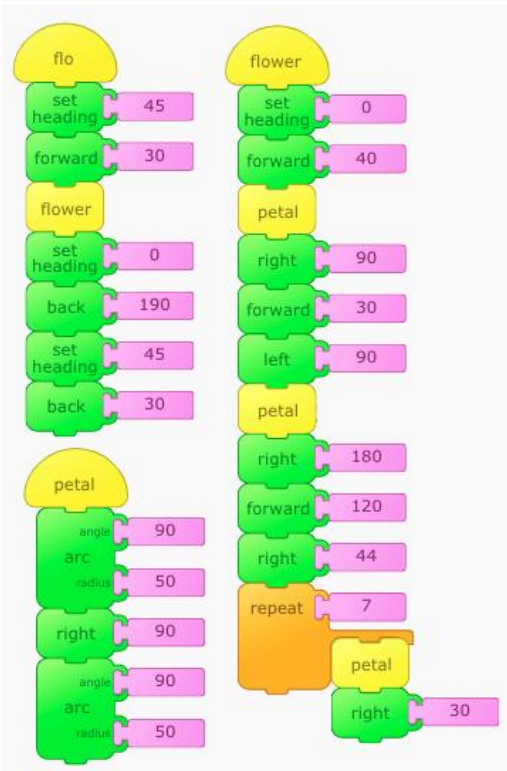 flo
set
heading 45
forward 30
flower
set
heading 0
back 190
set
heading 45
back 30
petal
angle 90
arc
radius 50
right 90
angle 90
arc
radius 50
flower
set
heading 0
forward 40
petal
right 90
forward 30
left 90
petal
right 180
forward 120
right 44
repeat 7
petal
right 30